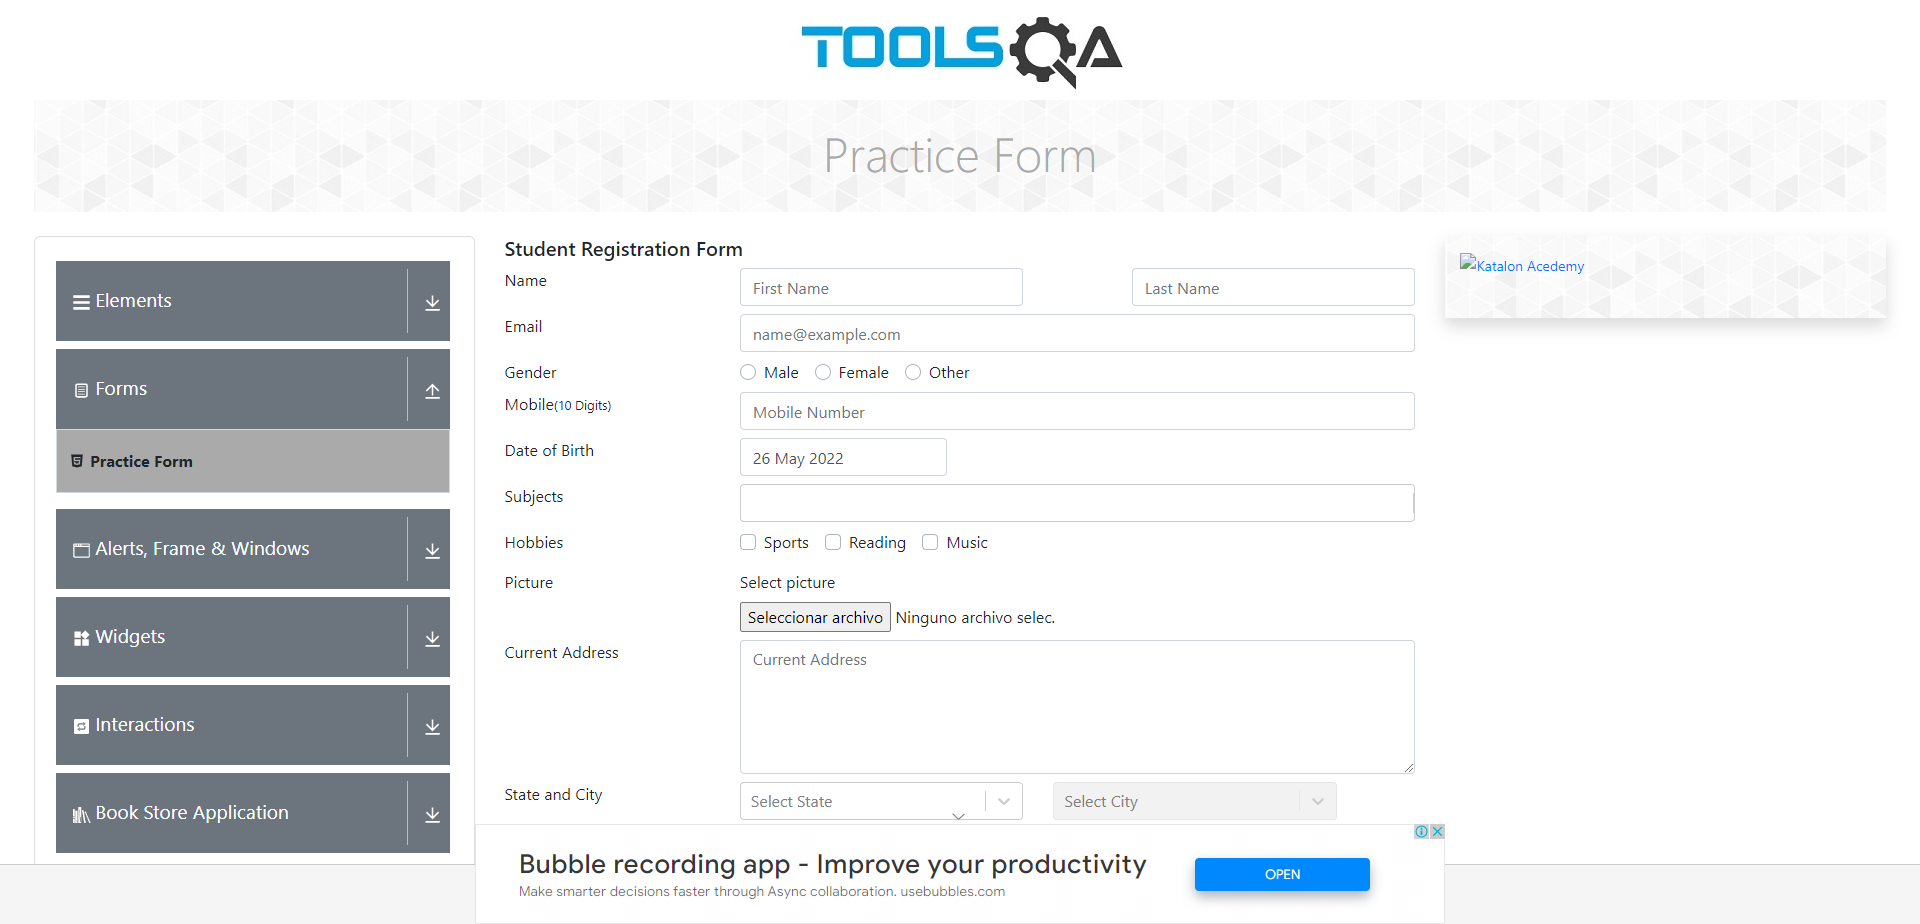 TOOLSQA
Practice Form
Elements
Forms
Practice Form
Alerts, Frame & Windows
Widgets
Interactions
Book Store Application
Student Registration Form
Name
First Name
Last Name
Email
name@example.com
Gender
Male
Female
Other
Mobile(10 Digits)
Mobile Number
Date of Birth
26 May 2022
Subjects
Hobbies
Sports
Reading
Music
Picture
Select picture
Seleccionar archivo Ninguno archivo selec.
Current Address
Current Address
State and City
Select State
Select City
Katalon Acedemy
Bubble recording app - Improve your productivity
Make smarter decisions faster through Async collaboration. usebubbles.com
OPEN